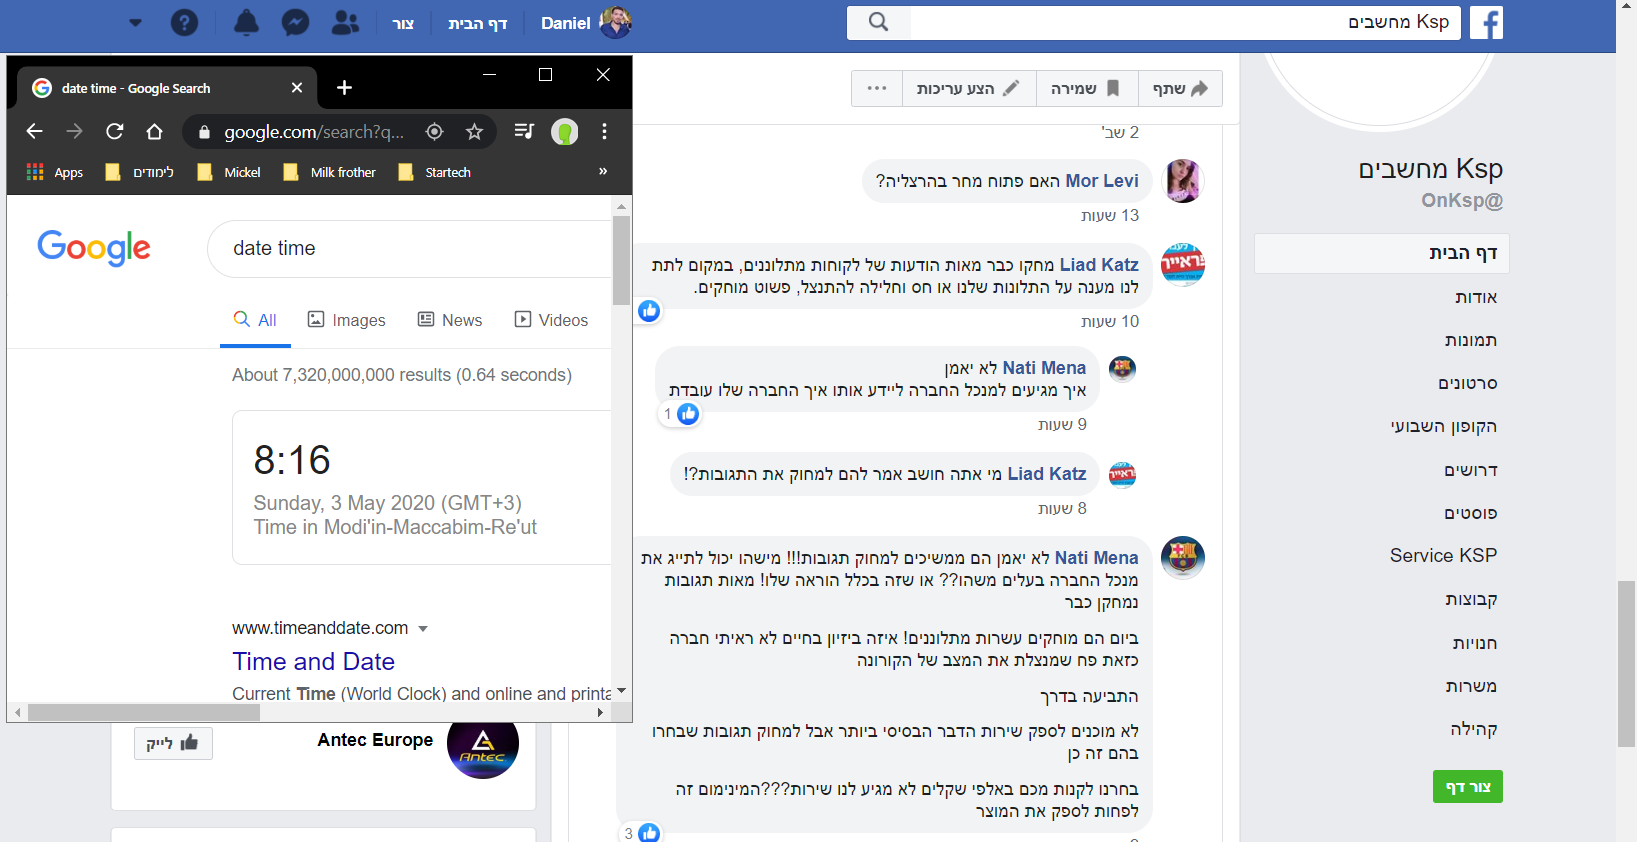 Daniel
דף הבית
צור
Ksp מחשבים
date time - Google Search
google.com/search?q...
Apps
לימודים
Mickel
Milk frother
Startech
»
Google
date time
All
Images
News
Videos
About 7,320,000,000 results (0.64 seconds)
8:16
Sunday, 3 May 2020 (GMT+3)
Time in Modi'in-Maccabim-Re'ut
www.timeanddate.com
Time and Date
Current Time (World Clock) and online and printa
Antec Europe
לייק
ANTEC
שתף
שמירה
הצע עריכות
2 שב'
Mor Levi האם פתוח מחר בהרצליה?
13 שעות
Liad Katz מחקו כבר מאות הודעות של לקוחות מתלוננים, במקום לתת
לנו מענה על התלונות שלנו או חס וחלילה להתנצל, פשוט מוחקים.
10 שעות
Nati Mena לא יאמן
איך מגיעים למנכל החברה ליידע אותו איך החברה שלו עובדת
1
9 שעות
Liad Katz מי אתה חושב אמר להם למחוק את התגובות?!
8 שעות
Nati Mena לא יאמן הם ממשיכים למחוק תגובות!!! מישהו יכול לתייג את
מנכל החברה בעלים משהו?? או שזה בכלל הוראה שלו! מאות תגובות
נמחקן כבר
ביום הם מוחקים עשרות מתלוננים! איזה ביזיון בחיים לא ראיתי חברה
כזאת פח שמנצלת את המצב של הקורונה
התביעה בדרך
לא מוכנים לספק שירות הדבר הבסיסי ביותר אבל למחוק תגובות שבחרו
בהם זה כן
בחרנו לקנות מכם באלפי שקלים לא מגיע לנו שירות???המינימום זה
לפחות לספק את המוצר
3
Ksp מחשבים
@OnKsp
דף הבית
אודות
תמונות
סרטונים
הקופון השבועי
דרושים
פוסטים
Service KSP
קבוצות
חנויות
משרות
קהילה
צור דף